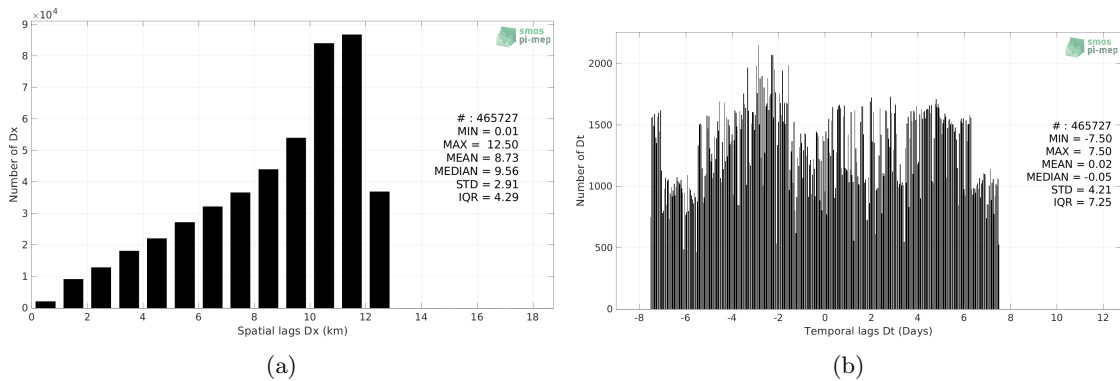 ×10⁴
9
8
7
6
5
4
3
2
1
0
Number of Dx
0 2 4 6 8 10 12 14 16 18
Spatial lags Dx (km)
smos
pi-mep
# : 465727
MIN = 0.01
MAX = 12.50
MEAN = 8.73
MEDIAN = 9.56
STD = 2.91
IQR = 4.29
(a)
2000
1500
1000
500
0
Number of Dt
-8 -6 -4 -2 0 2 4 6 8 10 12
Temporal lags Dt (Days)
smos
pi-mep
# : 465727
MIN = -7.50
MAX = 7.50
MEAN = 0.02
MEDIAN = -0.05
STD = 4.21
IQR = 7.25
(b)